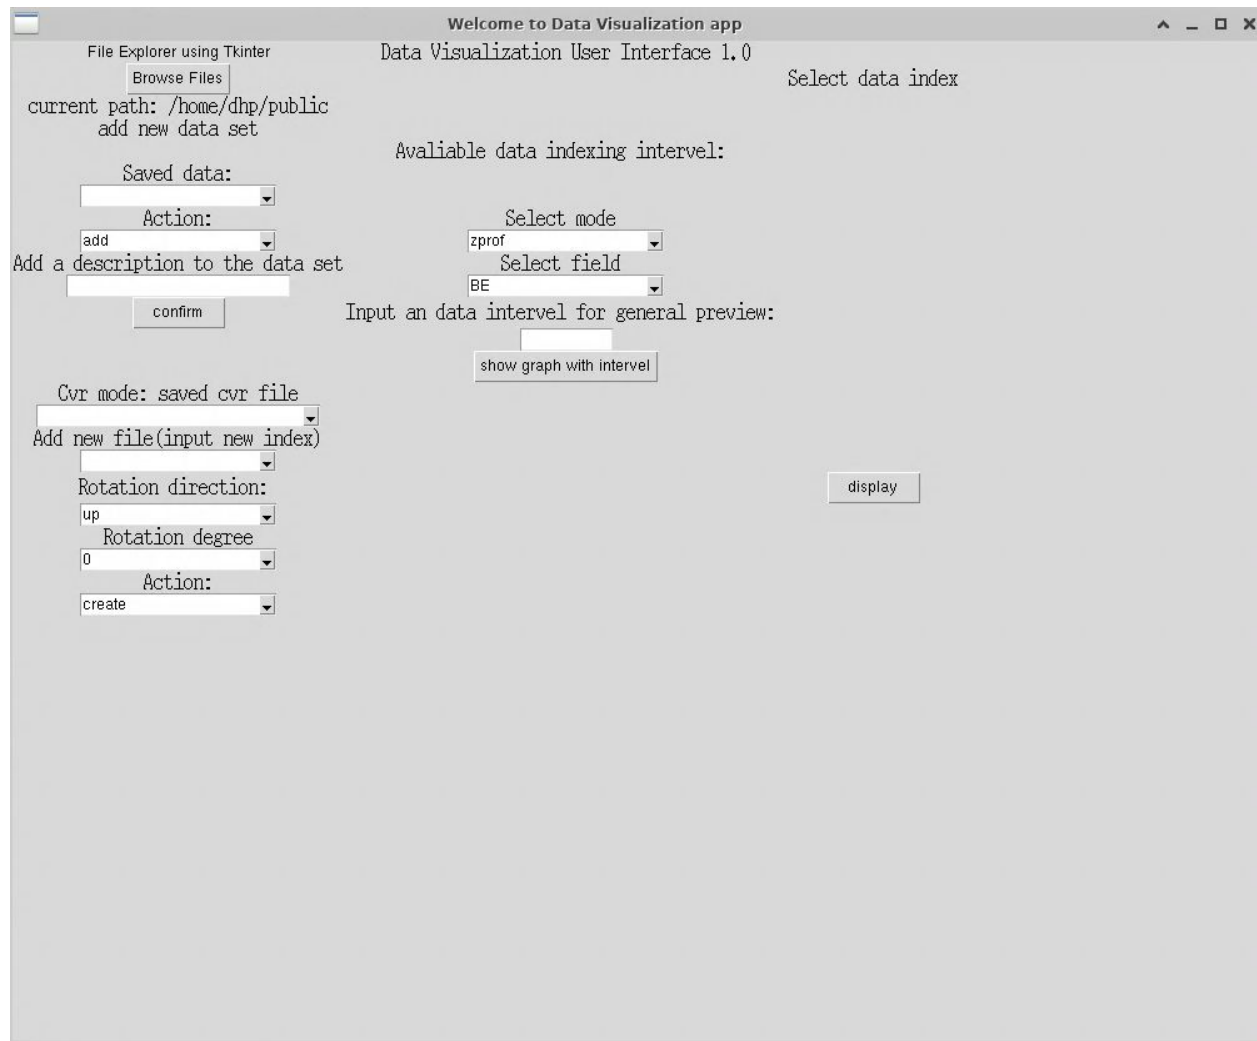 Welcome to Data Visualization app
File Explorer using Tkinter
Browse Files
current path: /home/dhp/public
add new data set
Saved data:
Action:
add
Add a description to the data set
confirm
Cvr mode: saved cvr file
Add new file(input new index)
Rotation direction:
up
Rotation degree
0
Action:
create
Data Visualization User Interface 1.0
Avaliable data indexing intervel:
Select mode
zprof
Select field
BE
Input an data intervel for general preview:
show graph with intervel
Select data index
display